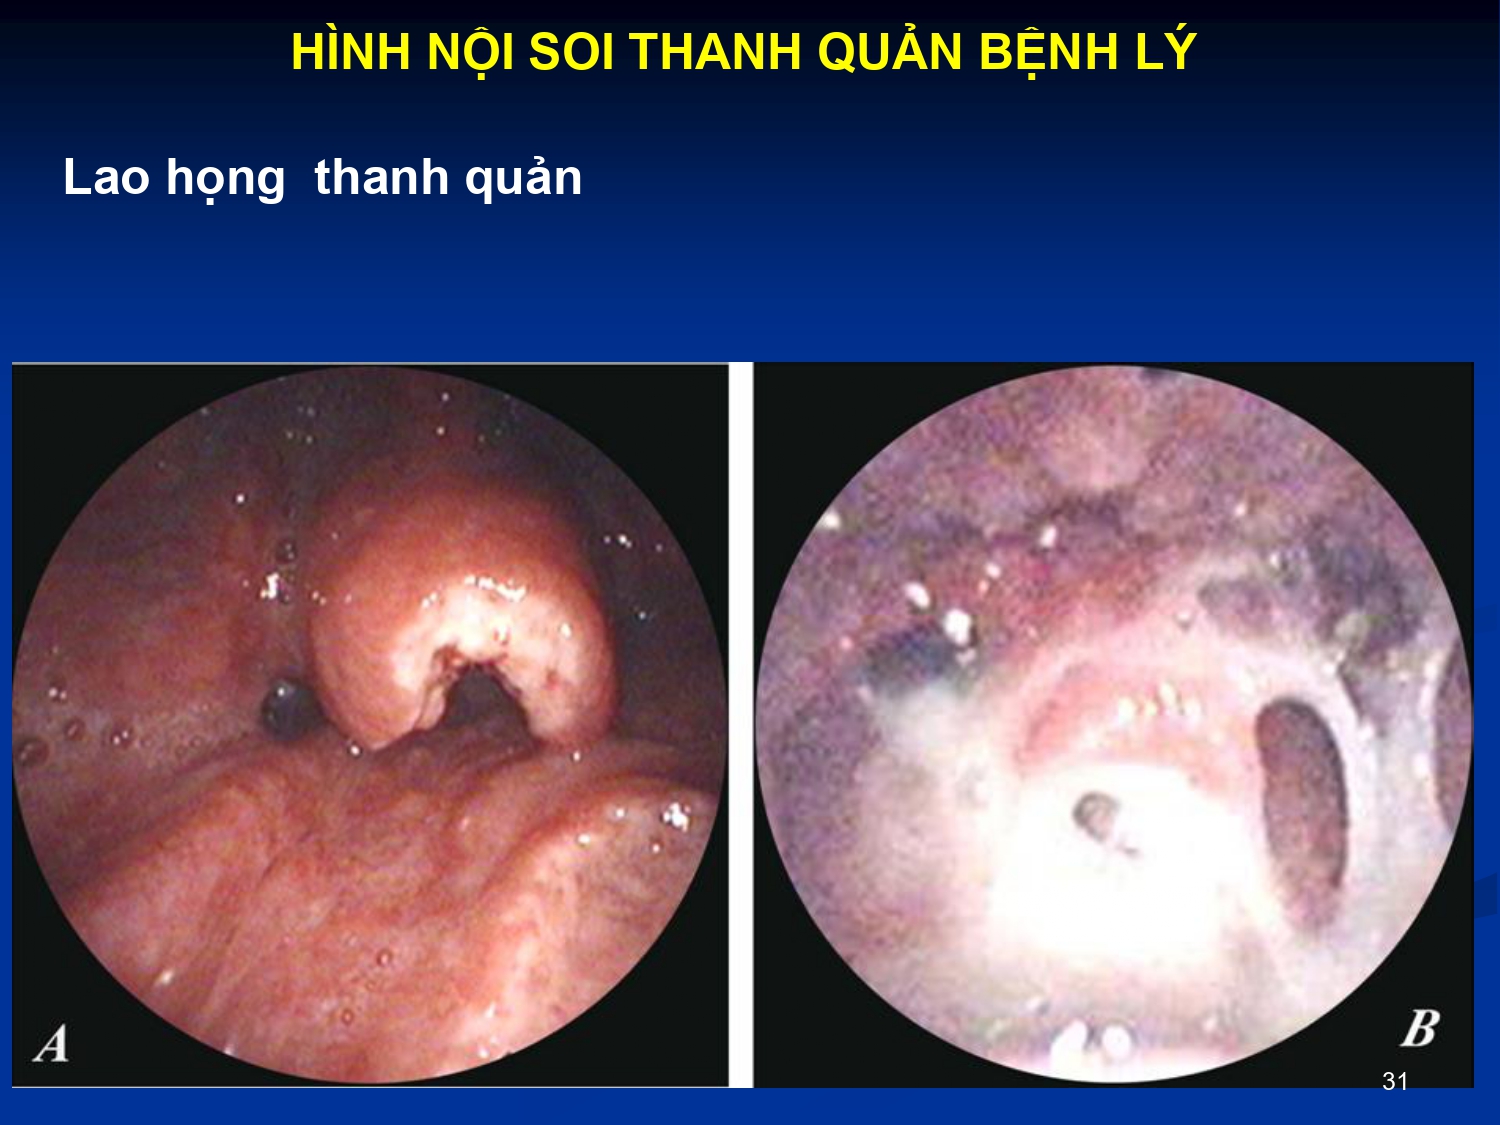 HÌNH NỘI SOI THANH QUẢN BỆNH LÝ
Lao họng thanh quản
A
B
31